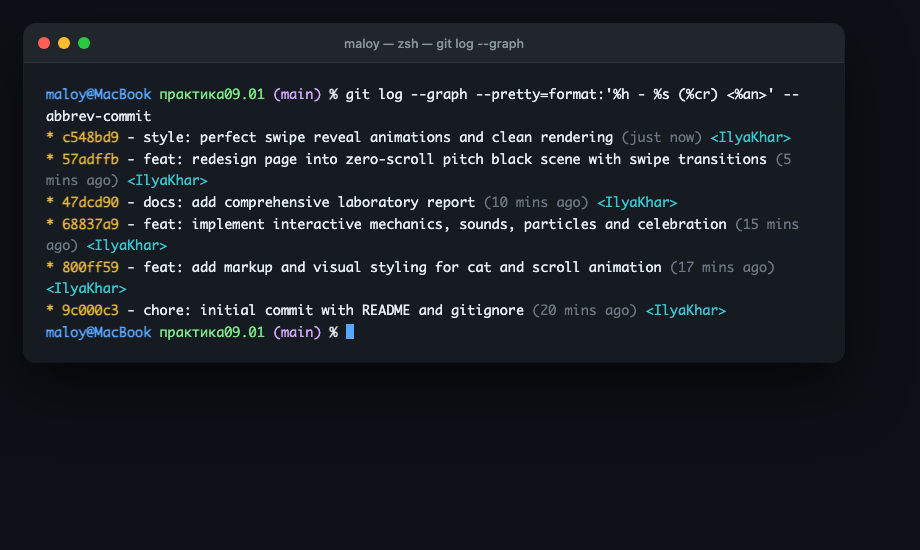 maloy — zsh — git log --graph
maloy@MacBook практика09.01 (main) % git log --graph --pretty=format:'%h - %s (%cr) <%an>' --
abbrev-commit
* c548bd9 - style: perfect swipe reveal animations and clean rendering (just now) <IlyaKhar>
* 57adffb - feat: redesign page into zero-scroll pitch black scene with swipe transitions (5
mins ago) <IlyaKhar>
* 47dcd90 - docs: add comprehensive laboratory report (10 mins ago) <IlyaKhar>
* 68837a9 - feat: implement interactive mechanics, sounds, particles and celebration (15 mins
ago) <IlyaKhar>
* 800ff59 - feat: add markup and visual styling for cat and scroll animation (17 mins ago)
<IlyaKhar>
* 9c000c3 - chore: initial commit with README and gitignore (20 mins ago) <IlyaKhar>
maloy@MacBook практика09.01 (main) %